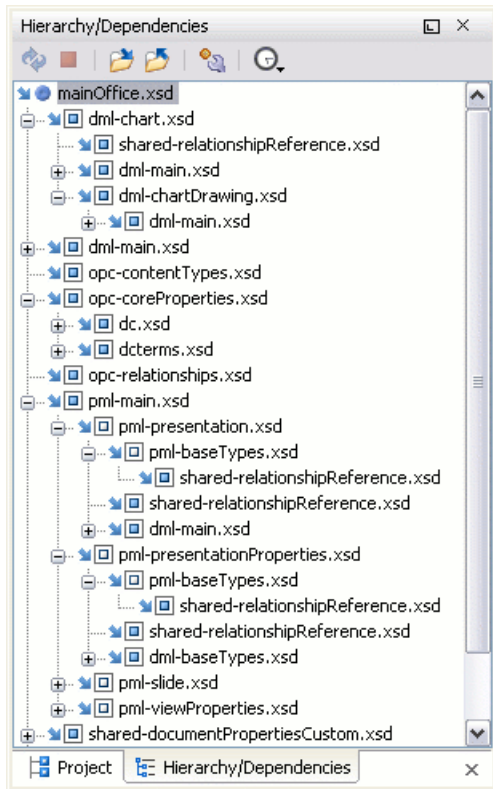 Hierarchy/Dependencies
mainOffice.xsd
dml-chart.xsd
shared-relationshipReference.xsd
dml-main.xsd
dml-chartDrawing.xsd
dml-main.xsd
dml-main.xsd
opc-contentTypes.xsd
opc-coreProperties.xsd
dc.xsd
dcterms.xsd
opc-relationships.xsd
pml-main.xsd
pml-presentation.xsd
pml-baseTypes.xsd
shared-relationshipReference.xsd
shared-relationshipReference.xsd
dml-main.xsd
pml-presentationProperties.xsd
pml-baseTypes.xsd
shared-relationshipReference.xsd
shared-relationshipReference.xsd
dml-baseTypes.xsd
pml-slide.xsd
pml-viewProperties.xsd
shared-documentPropertiesCustom.xsd
Project Hierarchy/Dependencies